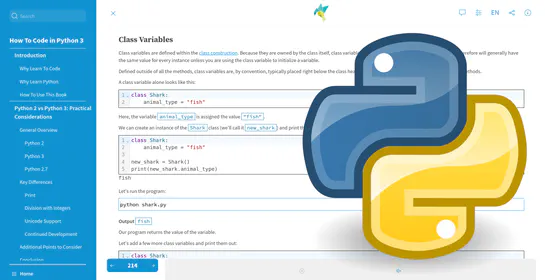 Search
How To Code in Python 3
Introduction
Why Learn To Code
Why Learn Python
How To Use This Book
Python 2 vs Python 3: Practical
Considerations
General Overview
Python 2
Python 3
Python 2.7
Key Differences
Print
Division with Integers
Unicode Support
Continued Development
Additional Points to Consider
Conclusion
Home
EN
Class Variables
Class variables are defined within the class construction. Because they are owned by the class itself, class variable
refore will generally have
the same value for every instance unless you are using the class variable to initialize a variable.
Defined outside of all the methods, class variables are, by convention, typically placed right below the class hea
methods.
A class variable alone looks like this:
1 class Shark:
2 animal_type = "fish"
Here, the variable animal_type is assigned the value "fish".
We can create an instance of the Shark class (we'll call it new_shark) and print th
1 class Shark:
2 animal_type = "fish"
3
4 new_shark = Shark()
5 print(new_shark.animal_type)
fish
Let's run the program:
python shark.py
Output fish
Our program returns the value of the variable.
Let's add a few more class variables and print them out:
1 class Shark:
214